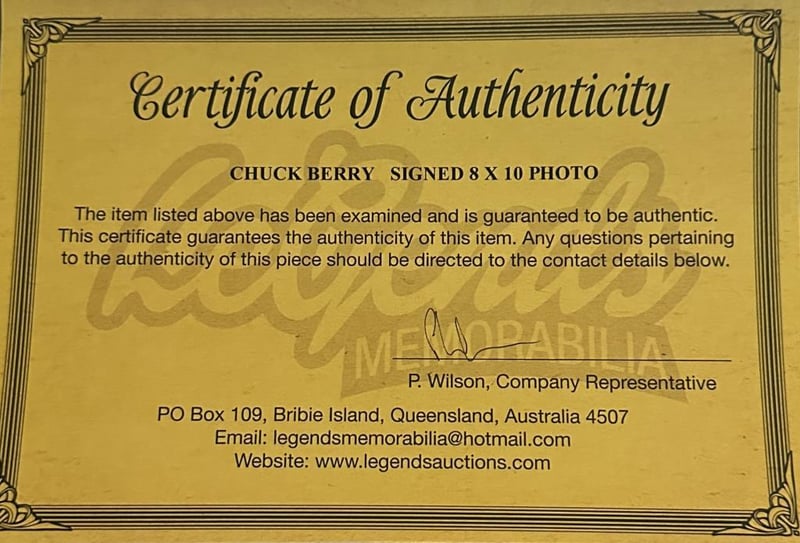 Certificate of Authenticity
CHUCK BERRY SIGNED 8 X 10 PHOTO
The item listed above has been examined and is guaranteed to be authentic.
This certificate guarantees the authenticity of this item. Any questions pertaining
to the authenticity of this piece should be directed to the contact details below.
Legends
MEMORABILIA
P. Wilson, Company Representative
PO Box 109, Bribie Island, Queensland, Australia 4507
Email: legendsmemorabilia@hotmail.com
Website: www.legendsauctions.com